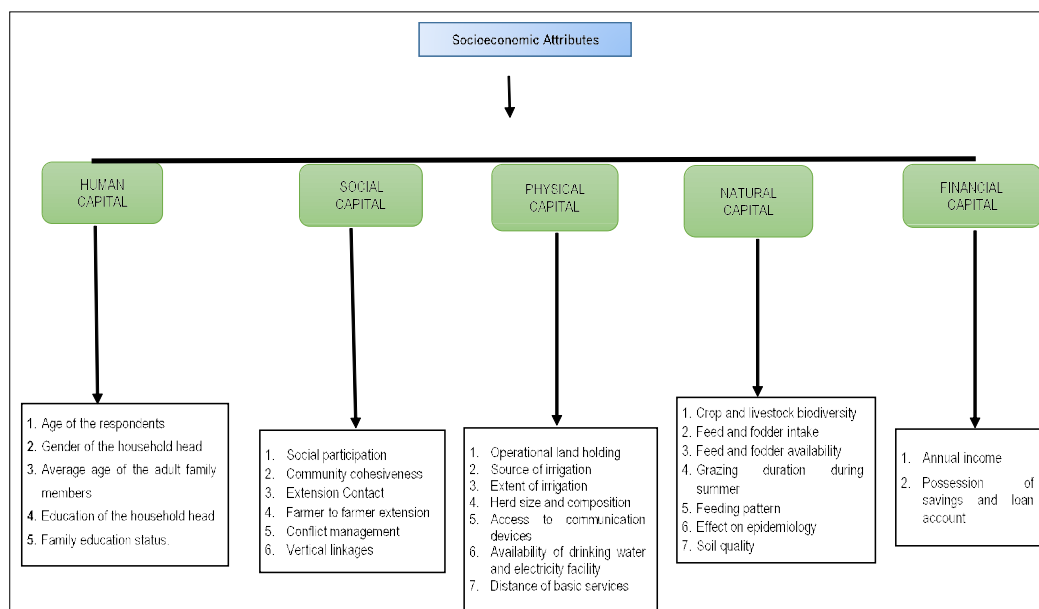 Socioeconomic Attributes
HUMAN
CAPITAL
SOCIAL
CAPITAL
PHYSICAL
CAPITAL
NATURAL
CAPITAL
FINANCIAL
CAPITAL
1. Age of the respondents
2. Gender of the household head
3. Average age of the adult family
members
4. Education of the household head
5. Family education status.
1. Social participation
2. Community cohesiveness
3. Extension Contact
4. Farmer to farmer extension
5. Conflict management
6. Vertical linkages
1. Operational land holding
2. Source of irrigation
3. Extent of irrigation
4. Herd size and composition
5. Access to communication
devices
6. Availability of drinking water
and electricity facility
7. Distance of basic services
1. Crop and livestock biodiversity
2. Feed and fodder intake
3. Feed and fodder availability
4. Grazing duration during
summer
5. Feeding pattern
6. Effect on epidemiology
7. Soil quality
1. Annual income
2. Possession of
savings and loan
account